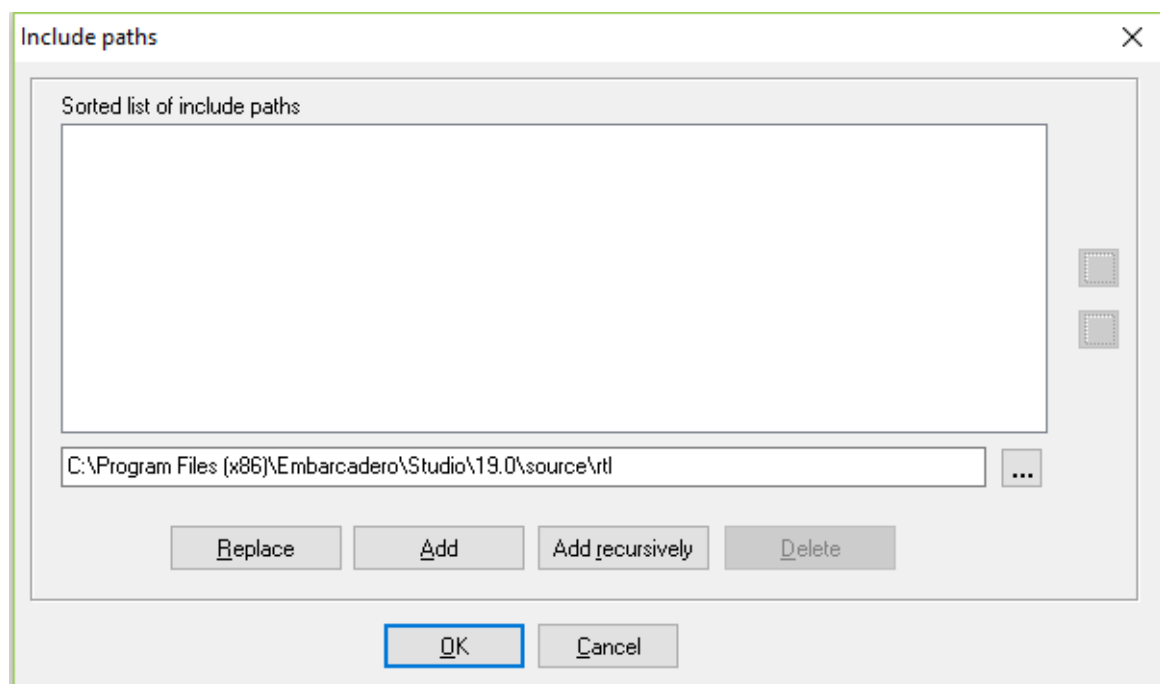 Include paths
Sorted list of include paths
C:\Program Files (x86)\Embarcadero\Studio\19.0\source\rtl
...
Replace Add Add recursively Delete
OK Cancel